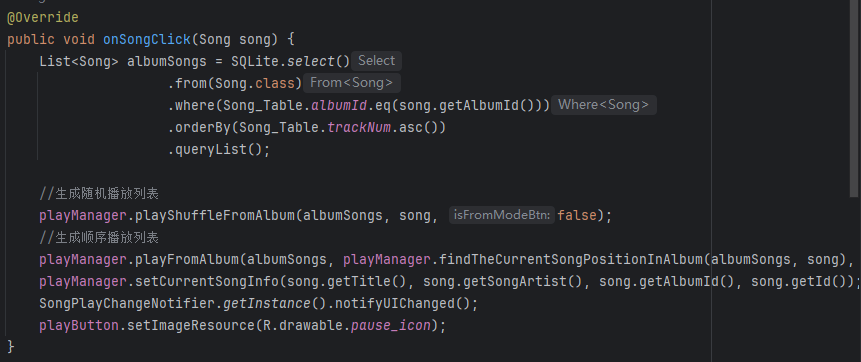 @Override
public void onSongClick(Song song) {
List<Song> albumSongs = SQLite.select() Select
.from(Song.class) From<Song>
.where(Song_Table.albumId.eq(song.getAlbumId())) Where<Song>
.orderBy(Song_Table.trackNum.asc())
.queryList();
//生成随机播放列表
playManager.playShuffleFromAlbum(albumSongs, song, isFromModeBtn: false);
//生成顺序播放列表
playManager.playFromAlbum(albumSongs, playManager.findTheCurrentSongPositionInAlbum(albumSongs, song),
playManager.setCurrentSongInfo(song.getTitle(), song.getSongArtist(), song.getAlbumId(), song.getId());
SongPlayChangeNotifier.getInstance().notifyUIChanged();
playButton.setImageResource(R.drawable.pause_icon);
}